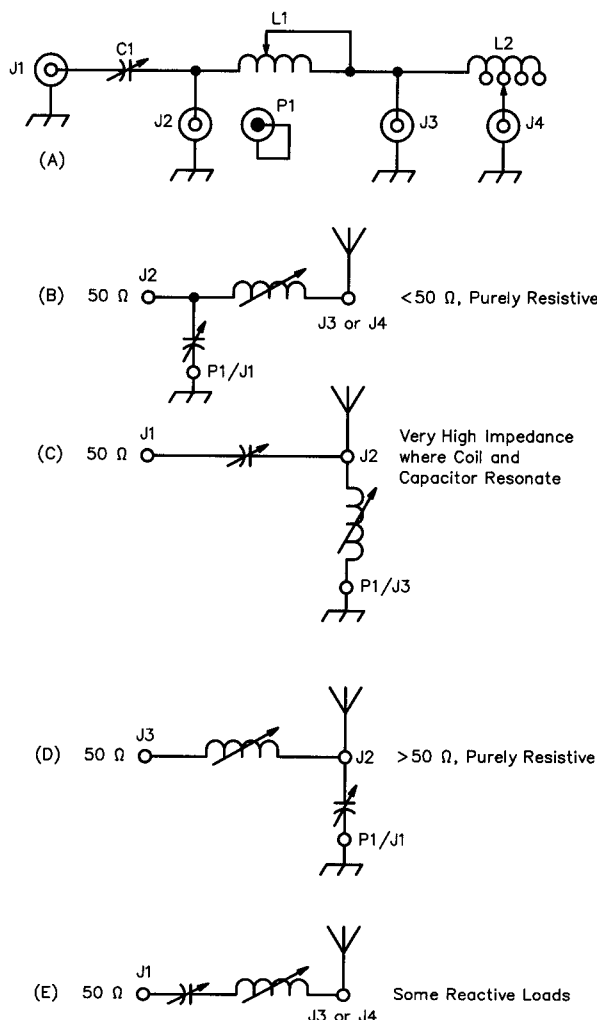 L1
L2
C1
J1
J2
P1
J3
J4
(A)
J2
(B) 50 Ω
<50 Ω, Purely Resistive
J3 or J4
P1/J1
J1
(C) 50 Ω
J2
Very High Impedance
where Coil and
Capacitor Resonate
P1/J3
J3
(D) 50 Ω
J2
>50 Ω, Purely Resistive
P1/J1
J1
(E) 50 Ω
Some Reactive Loads
J3 or J4